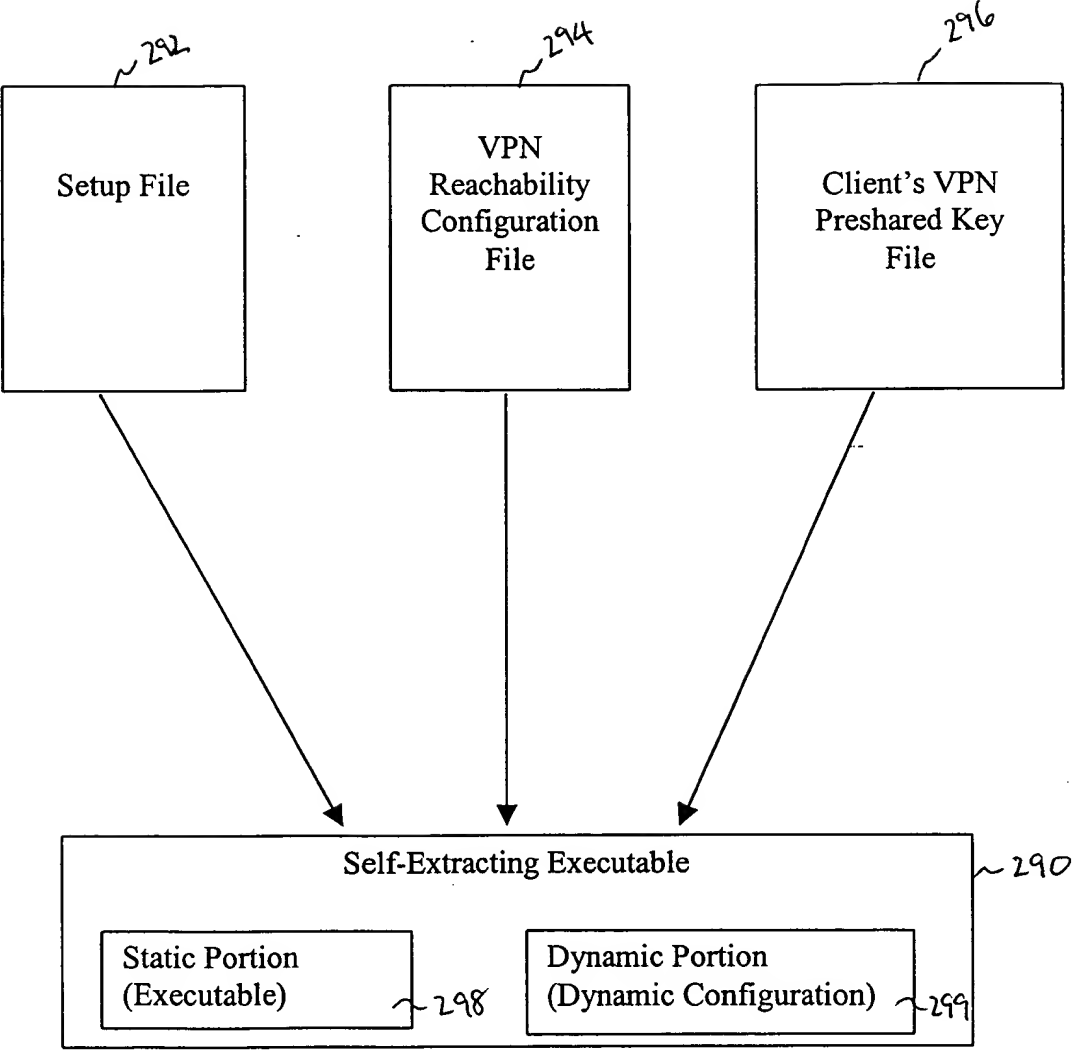 292
294
296
Setup File
VPN
Reachability
Configuration
File
Client's VPN
Preshared Key
File
Self-Extracting Executable
290
Static Portion
(Executable)
298
Dynamic Portion
(Dynamic Configuration)
299